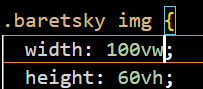 .baretsky img {
width: 100vw;
height: 60vh;